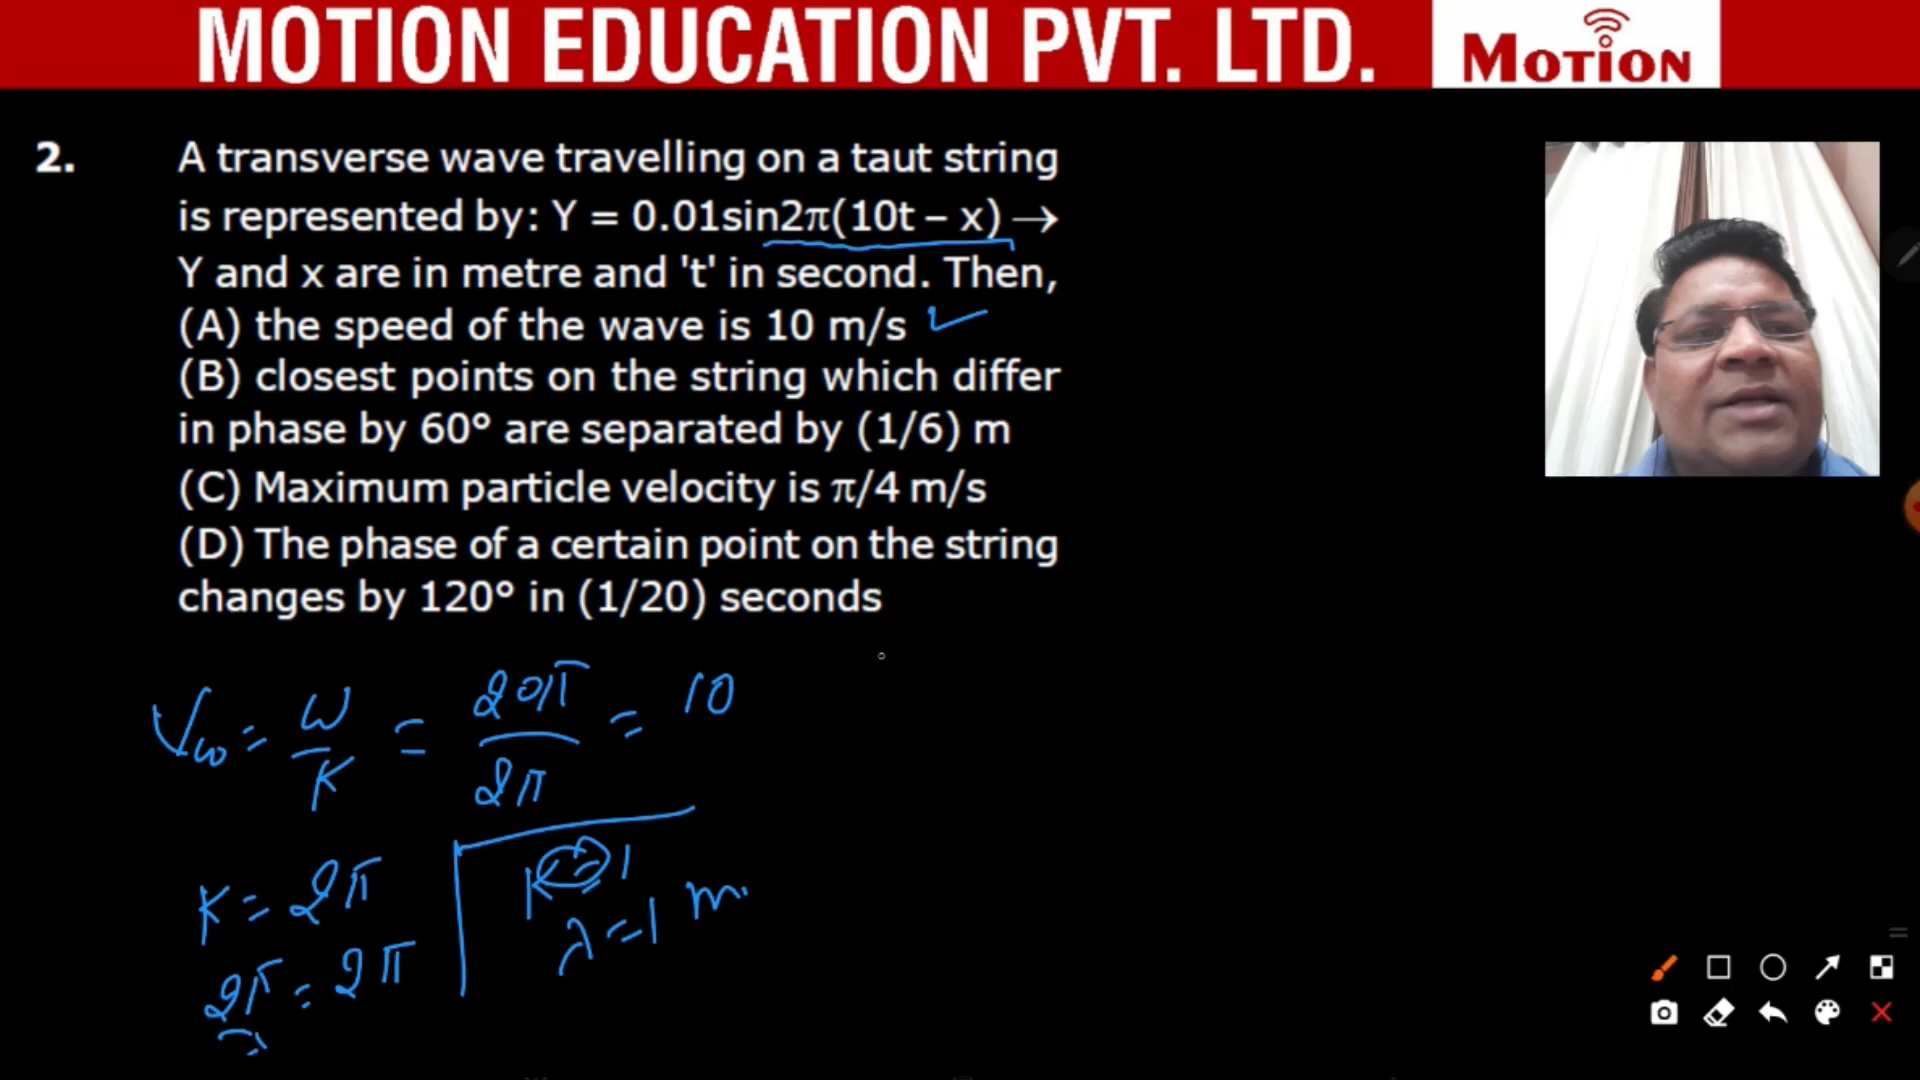 MOTION EDUCATION PVT. LTD.
MOTION
2. A transverse wave travelling on a taut string
is represented by: Y = 0.01sin2π(10t – x) →
Y and x are in metre and 't' in second. Then,
(A) the speed of the wave is 10 m/s
(B) closest points on the string which differ
in phase by 60° are separated by (1/6) m
(C) Maximum particle velocity is π/4 m/s
(D) The phase of a certain point on the string
changes by 120° in (1/20) seconds
V_w = ω/K = 20π/2π = 10
K = 2π
2π/λ = 2π
λ = 1 m